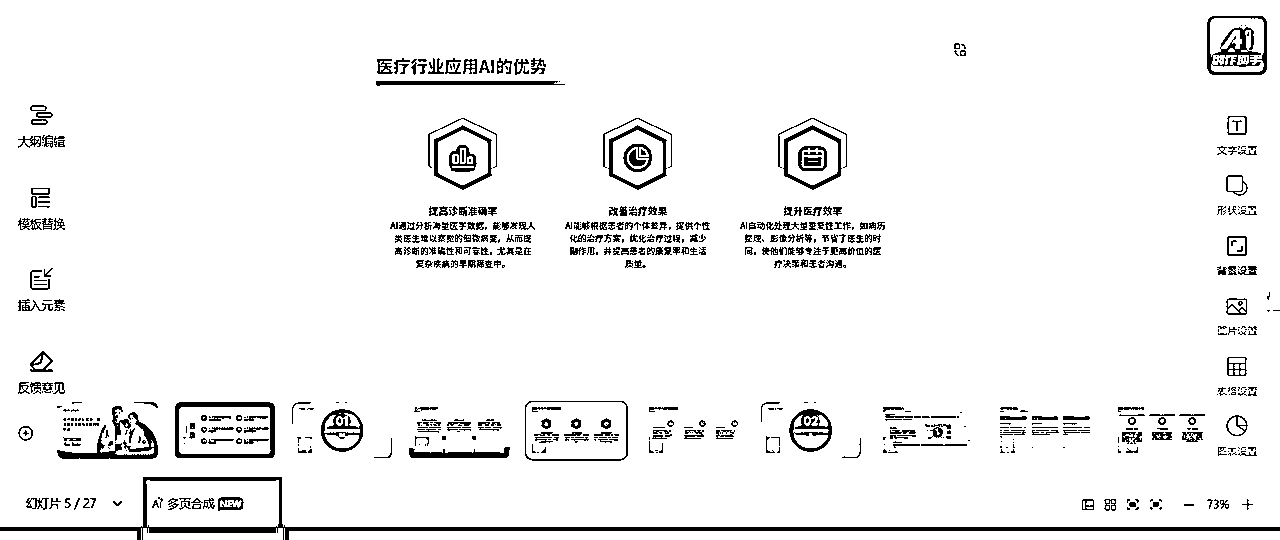 医疗行业应用AI的优势
大纲编辑
模板替换
插入元素
反馈意见
提高诊断准确率
AI通过分析海量医学数据，能够发现人
类医生难以察觉的细微病变，从而提
高诊断的准确性和可靠性，尤其是在
复杂疾病的早期筛查中。
改善治疗效果
AI能够根据患者的个体差异，提供个性
化的治疗方案，优化治疗过程，减少
副作用，并提高患者的康复率和生活
质量。
提升医疗效率
AI自动化处理大量重复性工作，如病历
整理、影像分析等，节省了医生的时
间，使他们能够专注于更高价值的医
疗决策和患者沟通。
Ai
文字设置
形状设置
背景设置
图片设置
表格设置
图表设置
01
02
幻灯片 5 / 27
AI 多页合成 NEW
73%